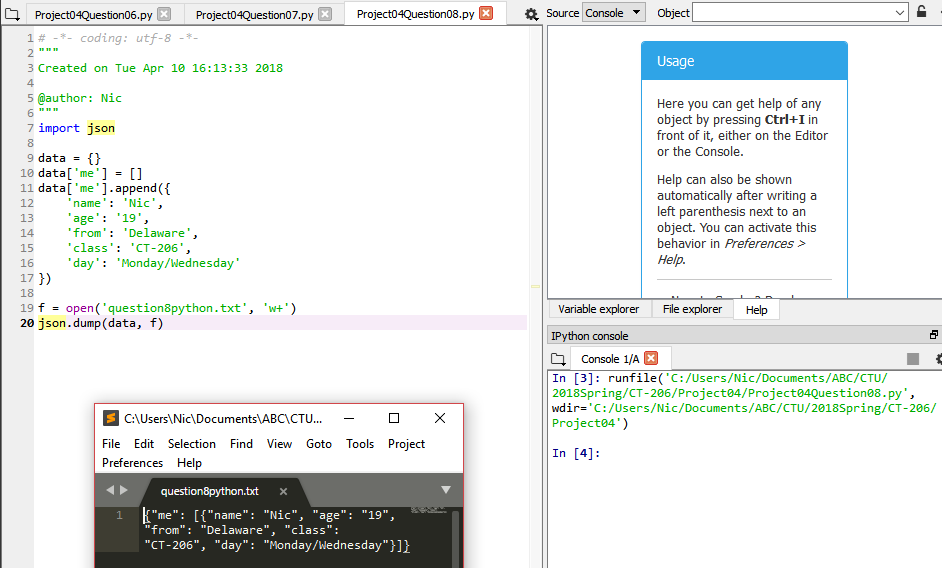 Project04Question06.py
Project04Question07.py
Project04Question08.py
Source Console
Object
1 # -*- coding: utf-8 -*-
2 """
3 Created on Tue Apr 10 16:13:33 2018
4
5 @author: Nic
6 """
7 import json
8
9 data = {}
10 data['me'] = []
11 data['me'].append({
12     'name': 'Nic',
13     'age': '19',
14     'from': 'Delaware',
15     'class': 'CT-206',
16     'day': 'Monday/Wednesday'
17 })
18
19 f = open('question8python.txt', 'w+')
20 json.dump(data, f)
Usage
Here you can get help of any
object by pressing Ctrl+I in
front of it, either on the Editor
or the Console.
Help can also be shown
automatically after writing a
left parenthesis next to an
object. You can activate this
behavior in Preferences >
Help.
Variable explorer File explorer Help
IPython console
Console 1/A
In [3]: runfile('C:/Users/Nic/Documents/ABC/CTU/
2018Spring/CT-206/Project04/Project04Question08.py',
wdir='C:/Users/Nic/Documents/ABC/CTU/2018Spring/CT-206/
Project04')
In [4]:
C:\Users\Nic\Documents\ABC\CTU...
File Edit Selection Find View Goto Tools Project
Preferences Help
question8python.txt
1 {"me": [{"name": "Nic", "age": "19",
"from": "Delaware", "class":
"CT-206", "day": "Monday/Wednesday"}]}